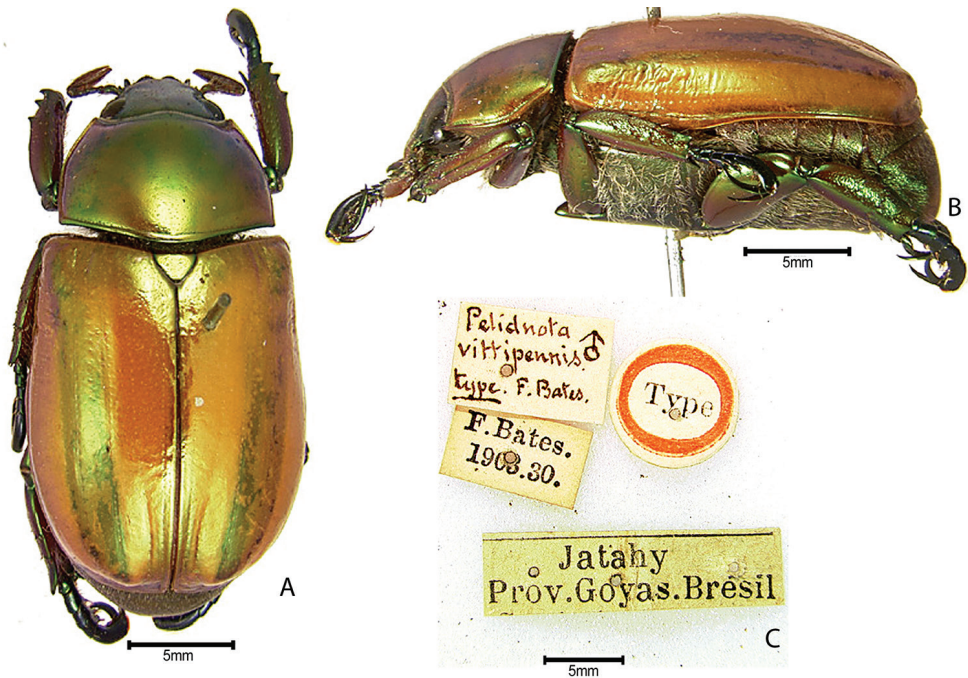 B
5mm
A
5mm
Pelidnota ♂
vittipennis.
type. F. Bates.
Type
F. Bates.
1903.30.
Jatahy
Prov. Goyas. Brésil
C
5mm